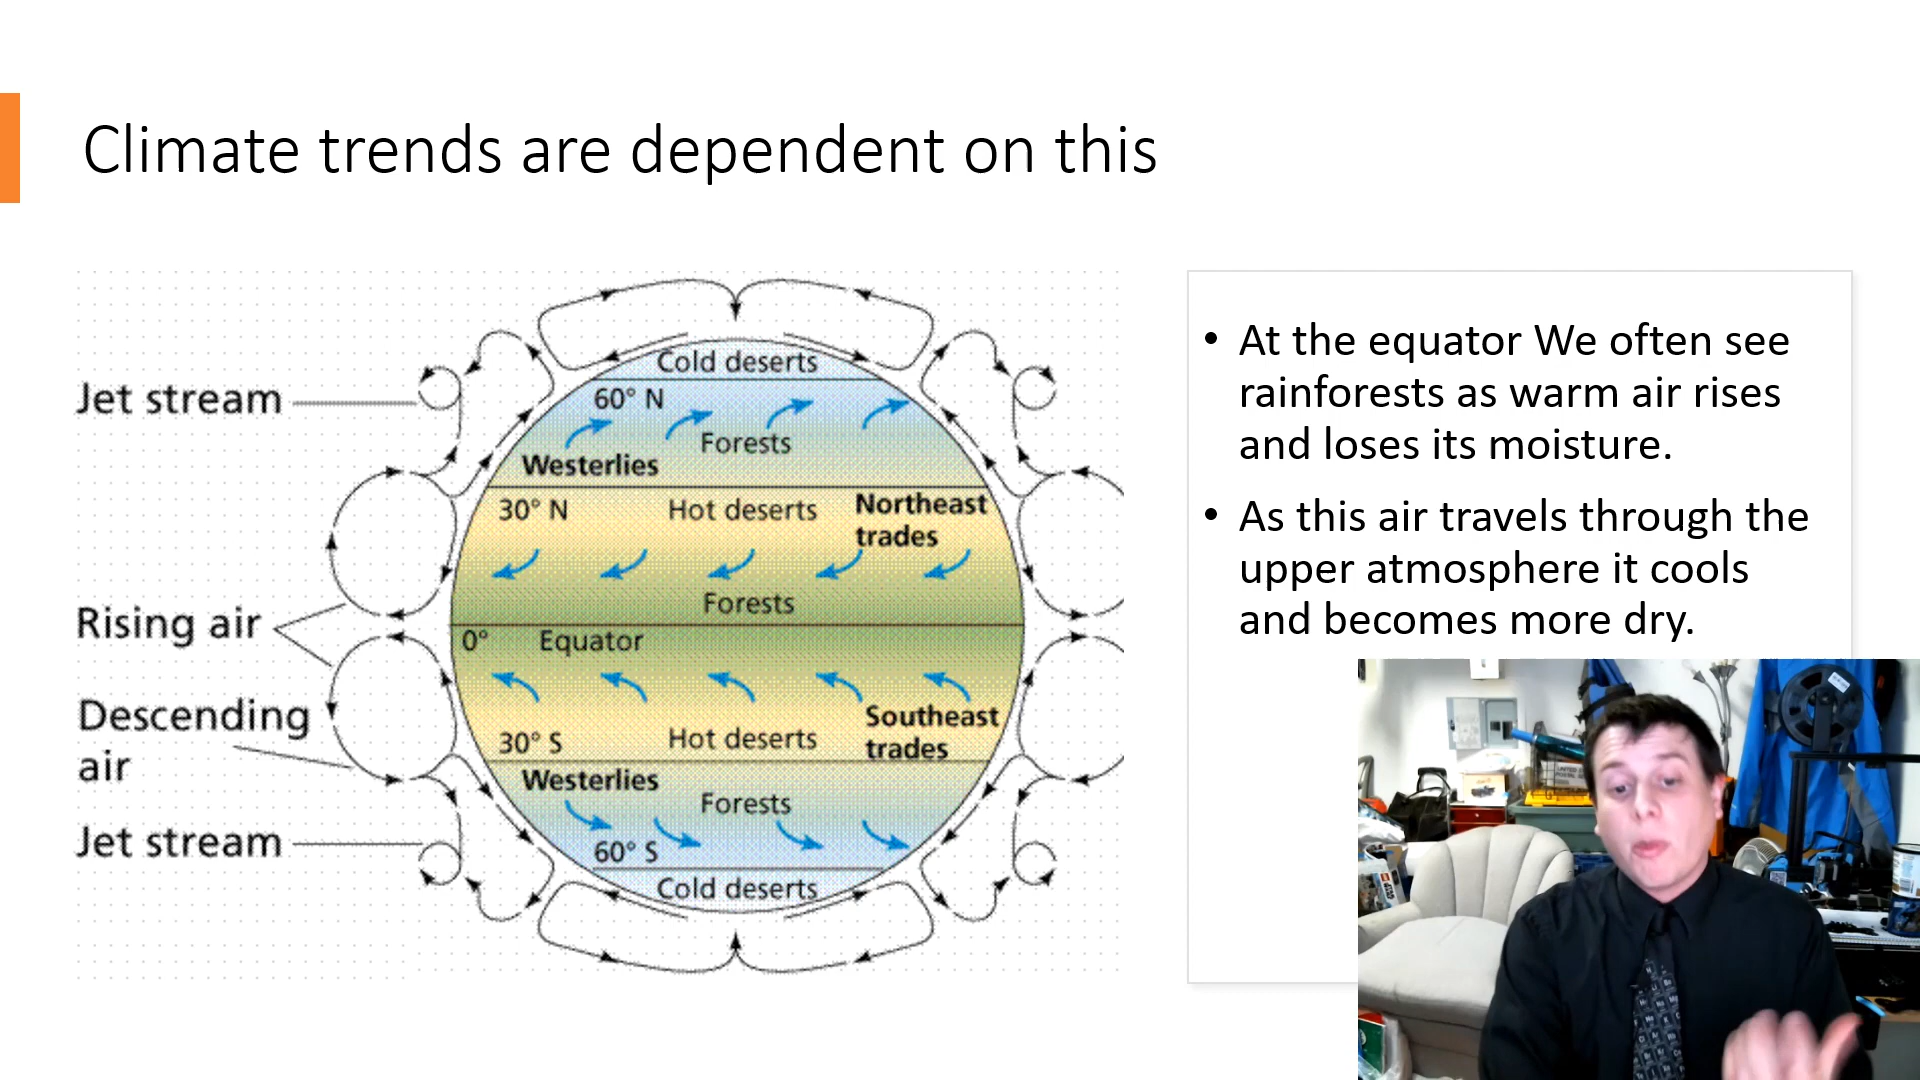 Climate trends are dependent on this
Jet stream
Rising air
Descending
air
Jet stream
Cold deserts
60° N
Forests
Westerlies
30° N
Hot deserts
Northeast
trades
Forests
0°
Equator
Southeast
trades
30° S
Hot deserts
Westerlies
Forests
60° S
Cold deserts
• At the equator We often see
rainforests as warm air rises
and loses its moisture.
• As this air travels through the
upper atmosphere it cools
and becomes more dry.